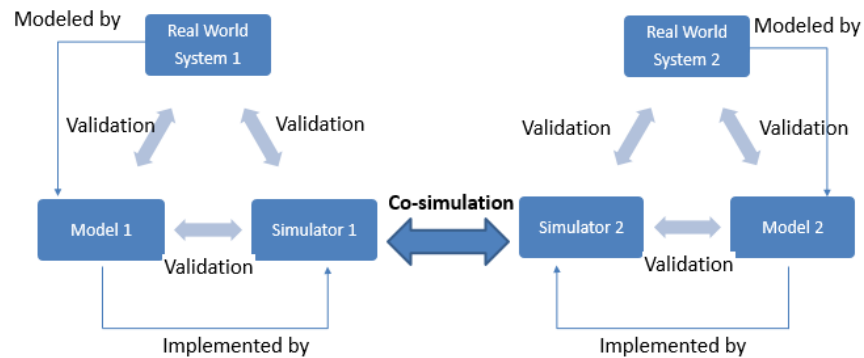 Modeled by
Real World
System 1
Real World
System 2
Modeled by
Validation
Validation
Validation
Validation
Co-simulation
Model 1
Simulator 1
Simulator 2
Model 2
Validation
Validation
Implemented by
Implemented by